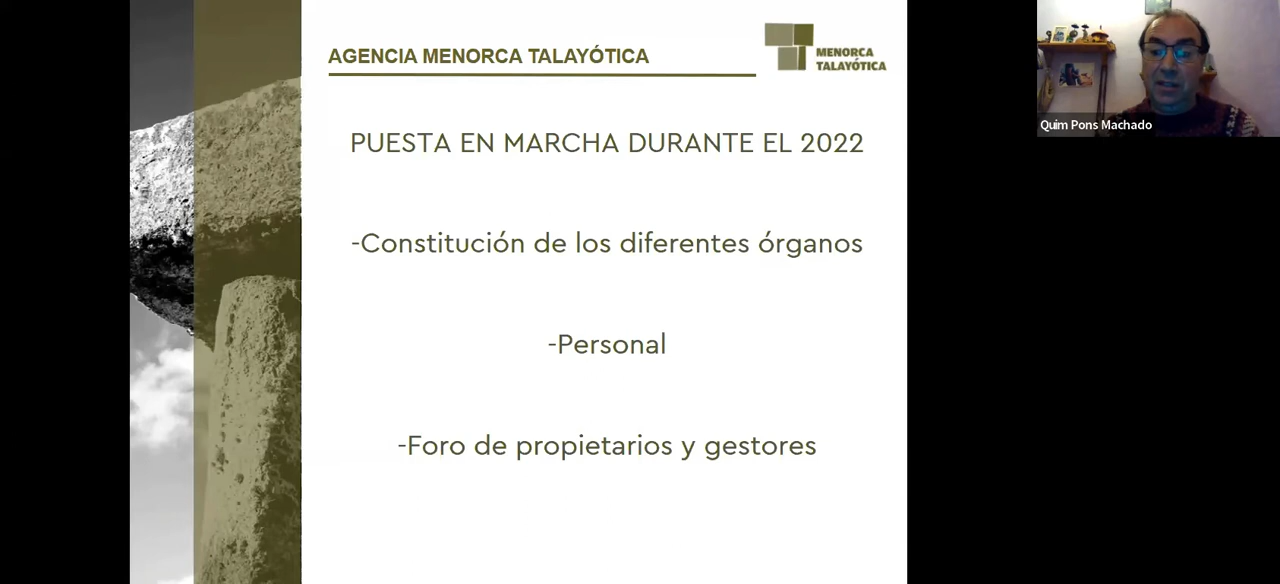 AGENCIA MENORCA TALAYÓTICA
MENORCA
TALAYÓTICA
PUESTA EN MARCHA DURANTE EL 2022
-Constitución de los diferentes órganos
-Personal
-Foro de propietarios y gestores
Quim Pons Machado